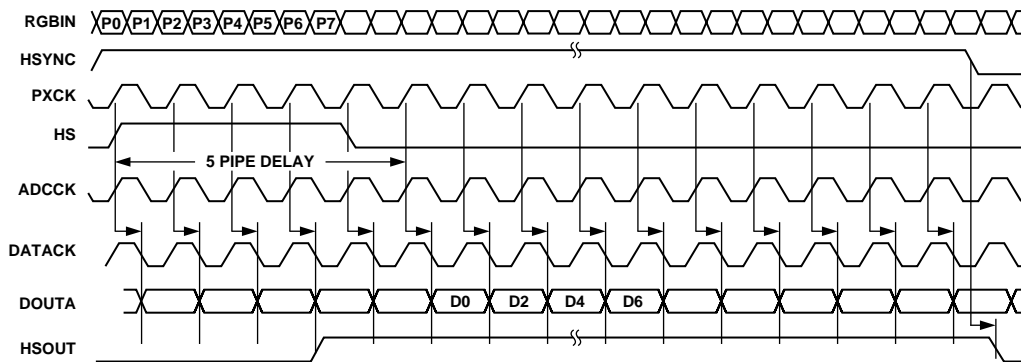 RGBIN P0 P1 P2 P3 P4 P5 P6 P7
HSYNC
PXCK
HS
5 PIPE DELAY
ADCCK
DATACK
DOUTA D0 D2 D4 D6
HSOUT